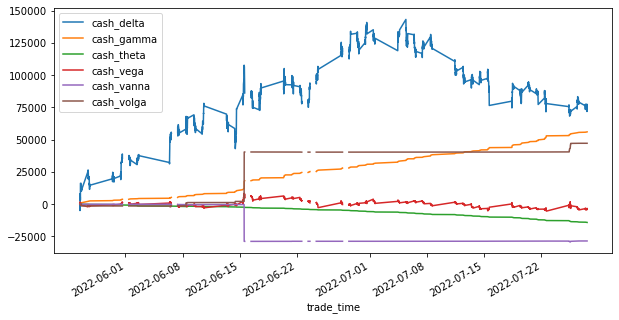 150000
125000
100000
75000
50000
25000
0
−25000
cash_delta
cash_gamma
cash_theta
cash_vega
cash_vanna
cash_volga
2022-06-01
2022-06-08
2022-06-15
2022-06-22
2022-07-01
2022-07-08
2022-07-15
2022-07-22
trade_time